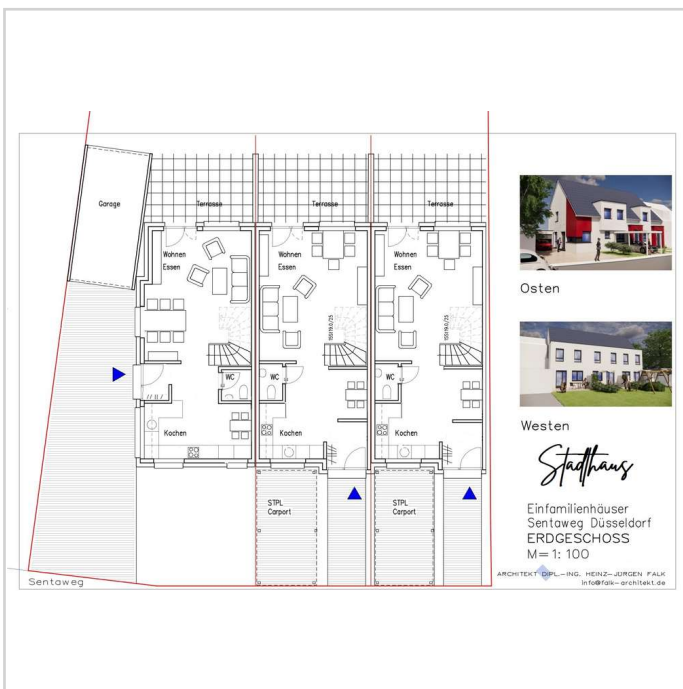 Garage
Terrasse
Terrasse
Terrasse
Wohnen
Essen
Wohnen
Essen
Wohnen
Essen
WC
WC
WC
Kochen
Kochen
Kochen
STPL
Carport
STPL
Carport
Sentaweg
Osten
Westen
Stadthaus
Einfamilienhäuser
Sentaweg Düsseldorf
ERDGESCHOSS
M=1: 100
ARCHITEKT DIPL.-ING. HEINZ-JÜRGEN FALK
info@falk-architekt.de